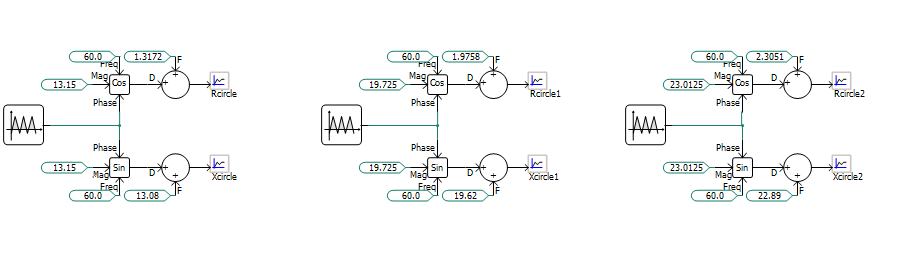 60.0 1.3172
Freq F
Mag D
13.15 Cos
Rcircle
Phase
Phase
13.15 Sin
Mag D Xcircle
Freq F
60.0 13.08
60.0 1.9758
Freq F
Mag D
19.725 Cos
Rcircle1
Phase
Phase
19.725 Sin
Mag D Xcircle1
Freq F
60.0 19.62
60.0 2.3051
Freq F
Mag D
23.0125 Cos
Rcircle2
Phase
Phase
23.0125 Sin
Mag D Xcircle2
Freq F
60.0 22.89